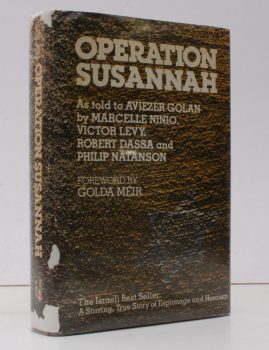 OPERATION
SUSANNAH
As told to AVIEZER GOLAN
by MARCELLE NINIO,
VICTOR LEVY,
ROBERT DASSA and
PHILIP NATANSON
FOREWORD BY
GOLDA MEIR
The Israeli Best Seller
A Stirring, True Story of Espionage and Heroism
OPERATION SUSANNAH